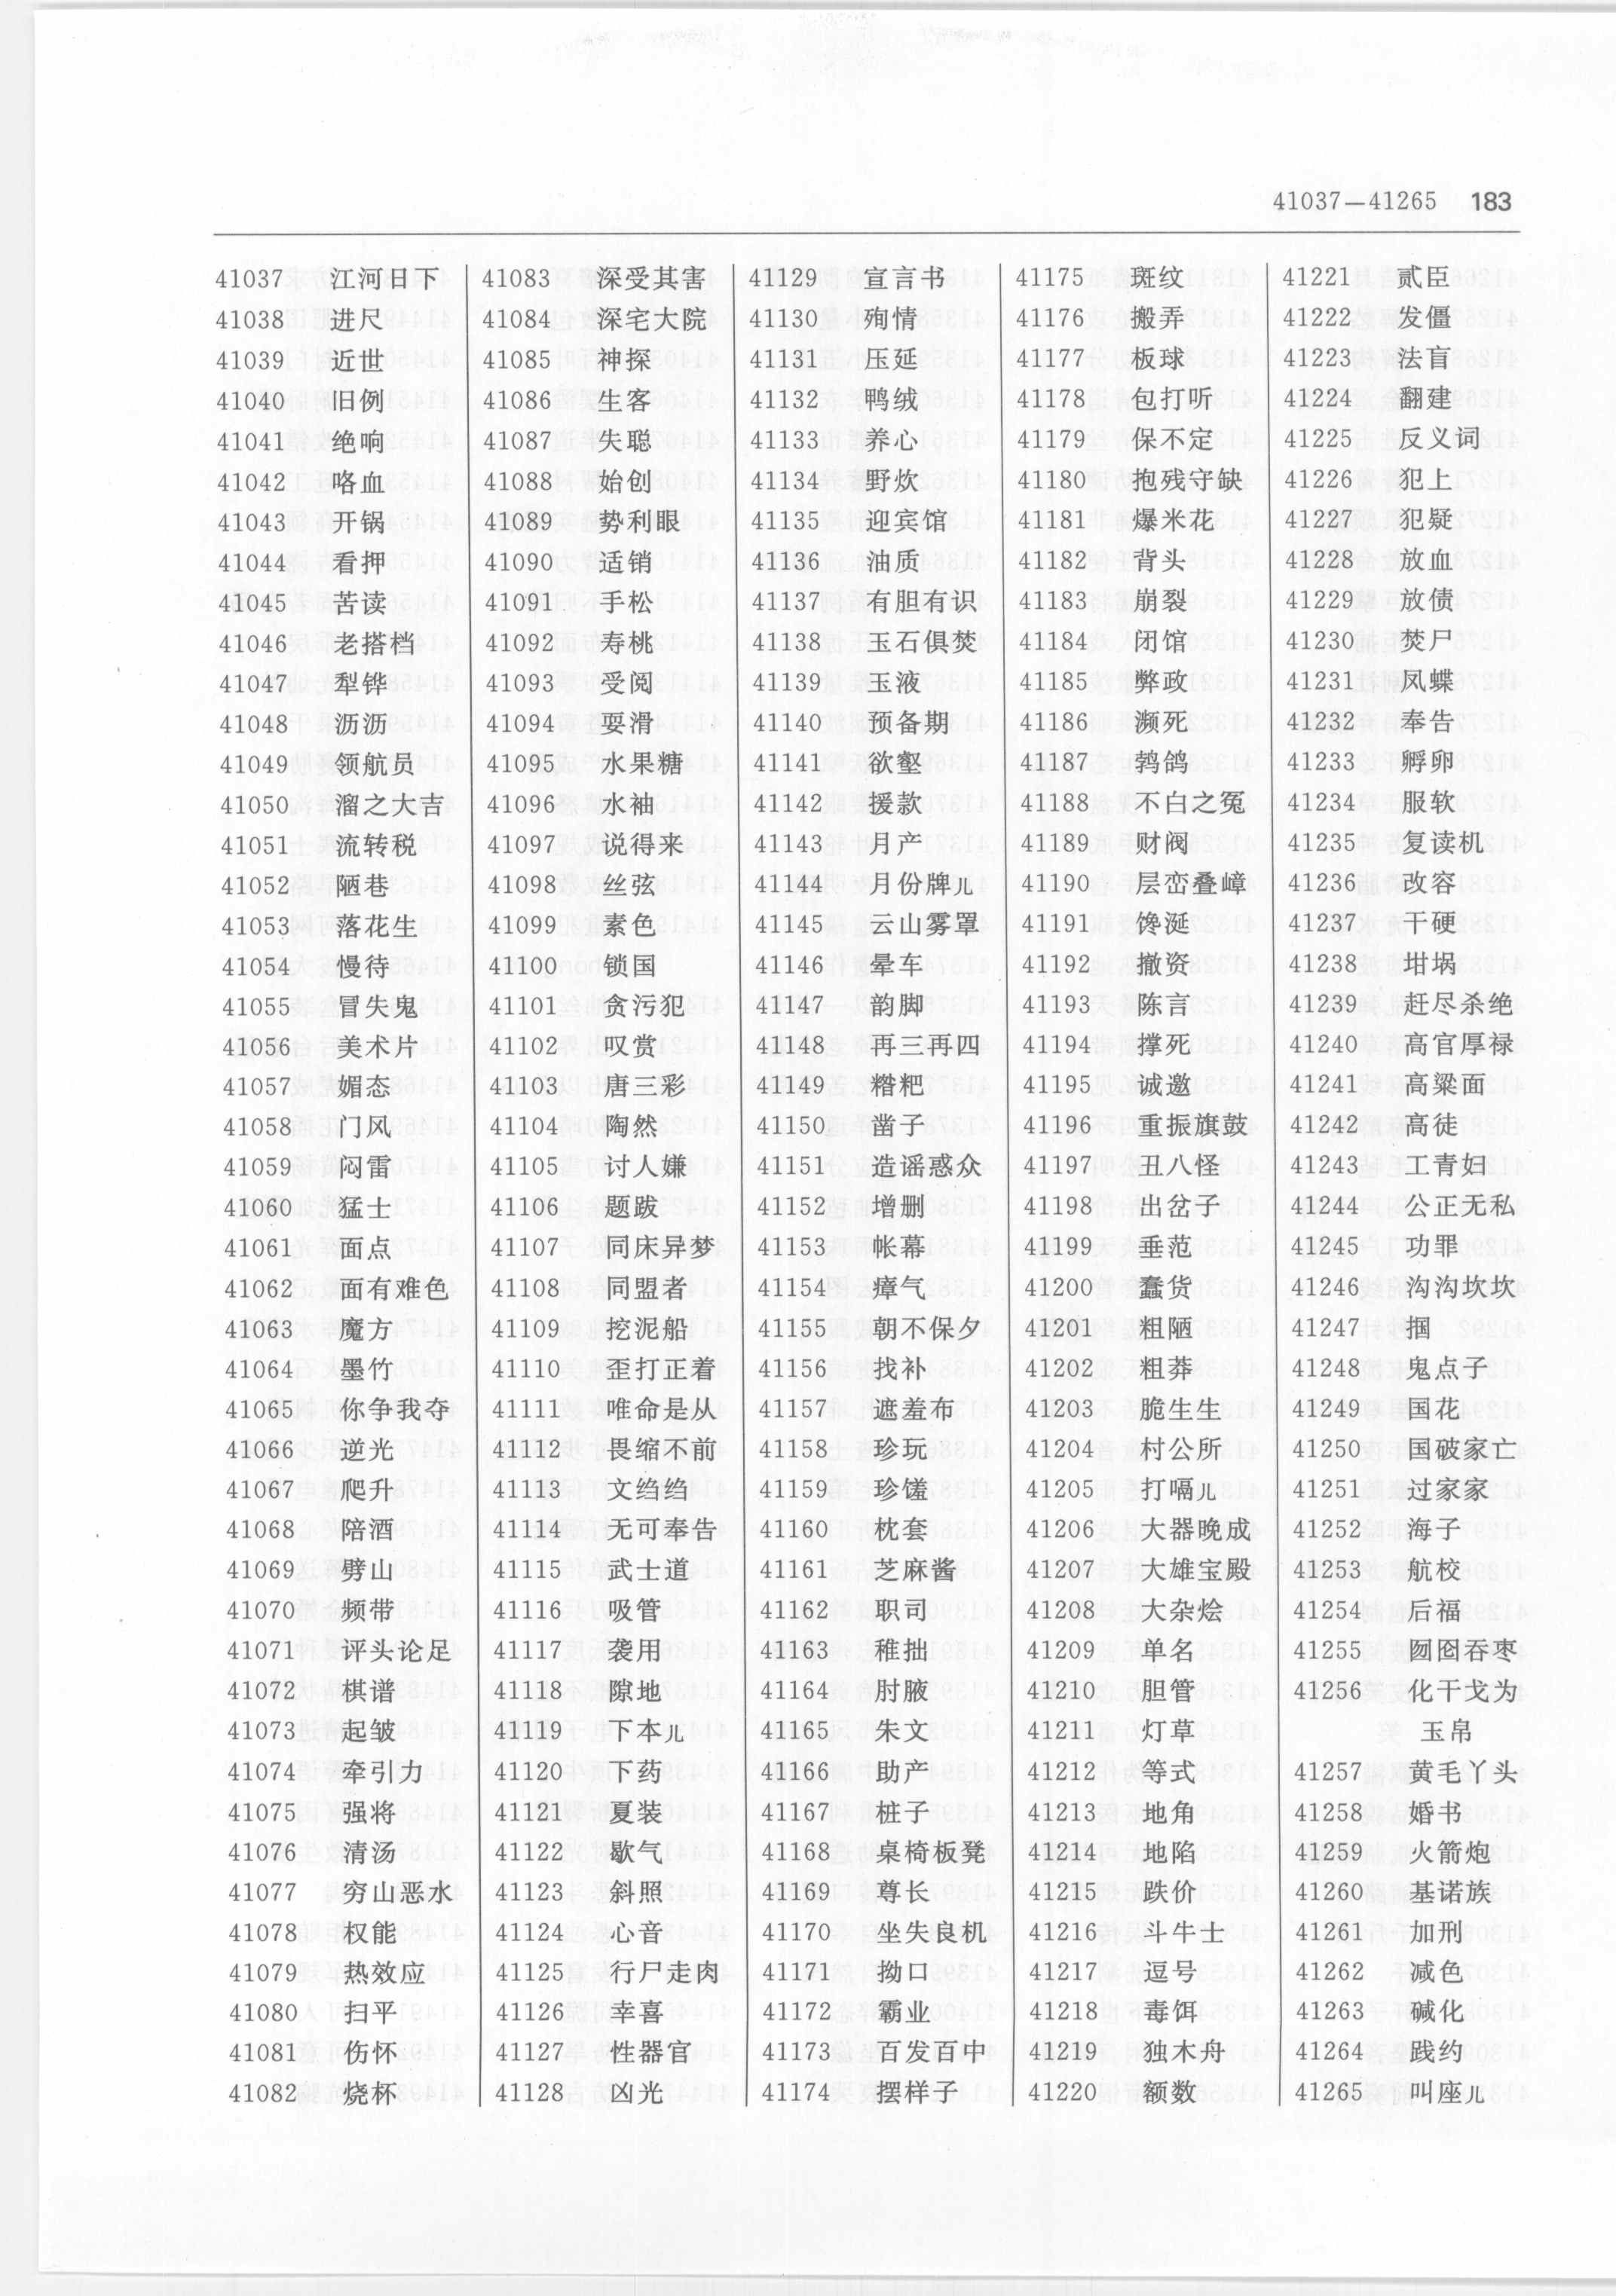 41037—41265 183
41037 江河日下
41038 进尺
41039 近世
41040 旧例
41041 绝响
41042 咯血
41043 开锅
41044 看押
41045 苦读
41046 老搭档
41047 犁铧
41048 沥沥
41049 领航员
41050 溜之大吉
41051 流转税
41052 陋巷
41053 落花生
41054 慢待
41055 冒失鬼
41056 美术片
41057 媚态
41058 门风
41059 闷雷
41060 猛士
41061 面点
41062 面有难色
41063 魔方
41064 墨竹
41065 你争我夺
41066 逆光
41067 爬升
41068 陪酒
41069 劈山
41070 频带
41071 评头论足
41072 棋谱
41073 起皱
41074 牵引力
41075 强将
41076 清汤
41077 穷山恶水
41078 权能
41079 热效应
41080 扫平
41081 伤怀
41082 烧杯
41083 深受其害
41084 深宅大院
41085 神探
41086 生客
41087 失聪
41088 始创
41089 势利眼
41090 适销
41091 手松
41092 寿桃
41093 受阅
41094 耍滑
41095 水果糖
41096 水袖
41097 说得来
41098 丝弦
41099 素色
41100 锁国
41101 贪污犯
41102 叹赏
41103 唐三彩
41104 陶然
41105 讨人嫌
41106 题跋
41107 同床异梦
41108 同盟者
41109 挖泥船
41110 歪打正着
41111 唯命是从
41112 畏缩不前
41113 文绉绉
41114 无可奉告
41115 武士道
41116 吸管
41117 袭用
41118 隙地
41119 下本儿
41120 下药
41121 夏装
41122 歇气
41123 斜照
41124 心音
41125 行尸走肉
41126 幸喜
41127 性器官
41128 凶光
41129 宣言书
41130 殉情
41131 压延
41132 鸭绒
41133 养心
41134 野炊
41135 迎宾馆
41136 油质
41137 有胆有识
41138 玉石俱焚
41139 玉液
41140 预备期
41141 欲壑
41142 援款
41143 月产
41144 月份牌儿
41145 云山雾罩
41146 晕车
41147 韵脚
41148 再三再四
41149 糌粑
41150 凿子
41151 造谣惑众
41152 增删
41153 帐幕
41154 瘴气
41155 朝不保夕
41156 找补
41157 遮羞布
41158 珍玩
41159 珍馐
41160 枕套
41161 芝麻酱
41162 职司
41163 稚拙
41164 肘腋
41165 朱文
41166 助产
41167 桩子
41168 桌椅板凳
41169 尊长
41170 坐失良机
41171 拗口
41172 霸业
41173 百发百中
41174 摆样子
41175 斑纹
41176 搬弄
41177 板球
41178 包打听
41179 保不定
41180 抱残守缺
41181 爆米花
41182 背头
41183 崩裂
41184 闭馆
41185 弊政
41186 濒死
41187 鹁鸽
41188 不白之冤
41189 财阀
41190 层峦叠嶂
41191 馋涎
41192 撤资
41193 陈言
41194 撑死
41195 诚邀
41196 重振旗鼓
41197 丑八怪
41198 出岔子
41199 垂范
41200 蠢货
41201 粗陋
41202 粗莽
41203 脆生生
41204 村公所
41205 打嗝儿
41206 大器晚成
41207 大雄宝殿
41208 大杂烩
41209 单名
41210 胆管
41211 灯草
41212 等式
41213 地角
41214 地陷
41215 跌价
41216 斗牛士
41217 逗号
41218 毒饵
41219 独木舟
41220 额数
41221 贰臣
41222 发僵
41223 法盲
41224 翻建
41225 反义词
41226 犯上
41227 犯疑
41228 放血
41229 放债
41230 焚尸
41231 凤蝶
41232 奉告
41233 孵卵
41234 服软
41235 复读机
41236 改容
41237 干硬
41238 坩埚
41239 赶尽杀绝
41240 高官厚禄
41241 高粱面
41242 高徒
41243 工青妇
41244 公正无私
41245 功罪
41246 沟沟坎坎
41247 掴
41248 鬼点子
41249 国花
41250 国破家亡
41251 过家家
41252 海子
41253 航校
41254 后福
41255 囫囵吞枣
41256 化干戈为
玉帛
41257 黄毛丫头
41258 婚书
41259 火箭炮
41260 基诺族
41261 加刑
41262 减色
41263 碱化
41264 践约
41265 叫座儿